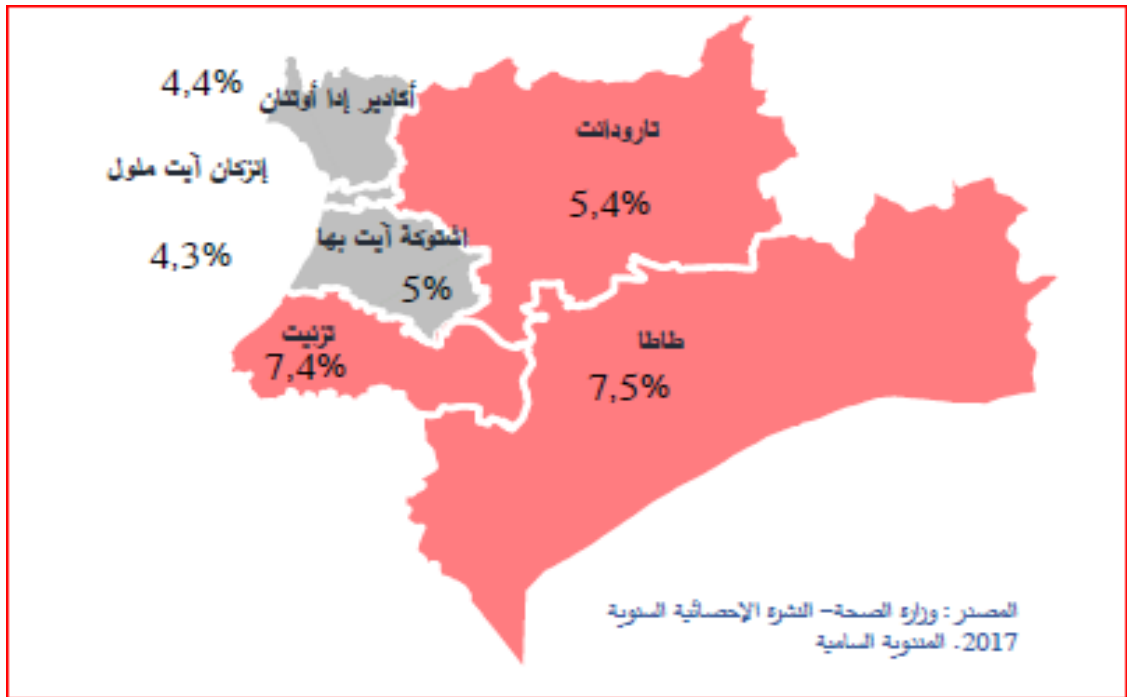 4,4%
أكادير إدا أوتنان
تارودانت
إنزكان آيت ملول
5,4%
اشتوكة آيت بها
4,3%
5%
تزنيت
7,4%
طاطا
7,5%
المصدر : وزارة الصحة– النشرة الإحصائية السنوية
2017. المندوبية السامية